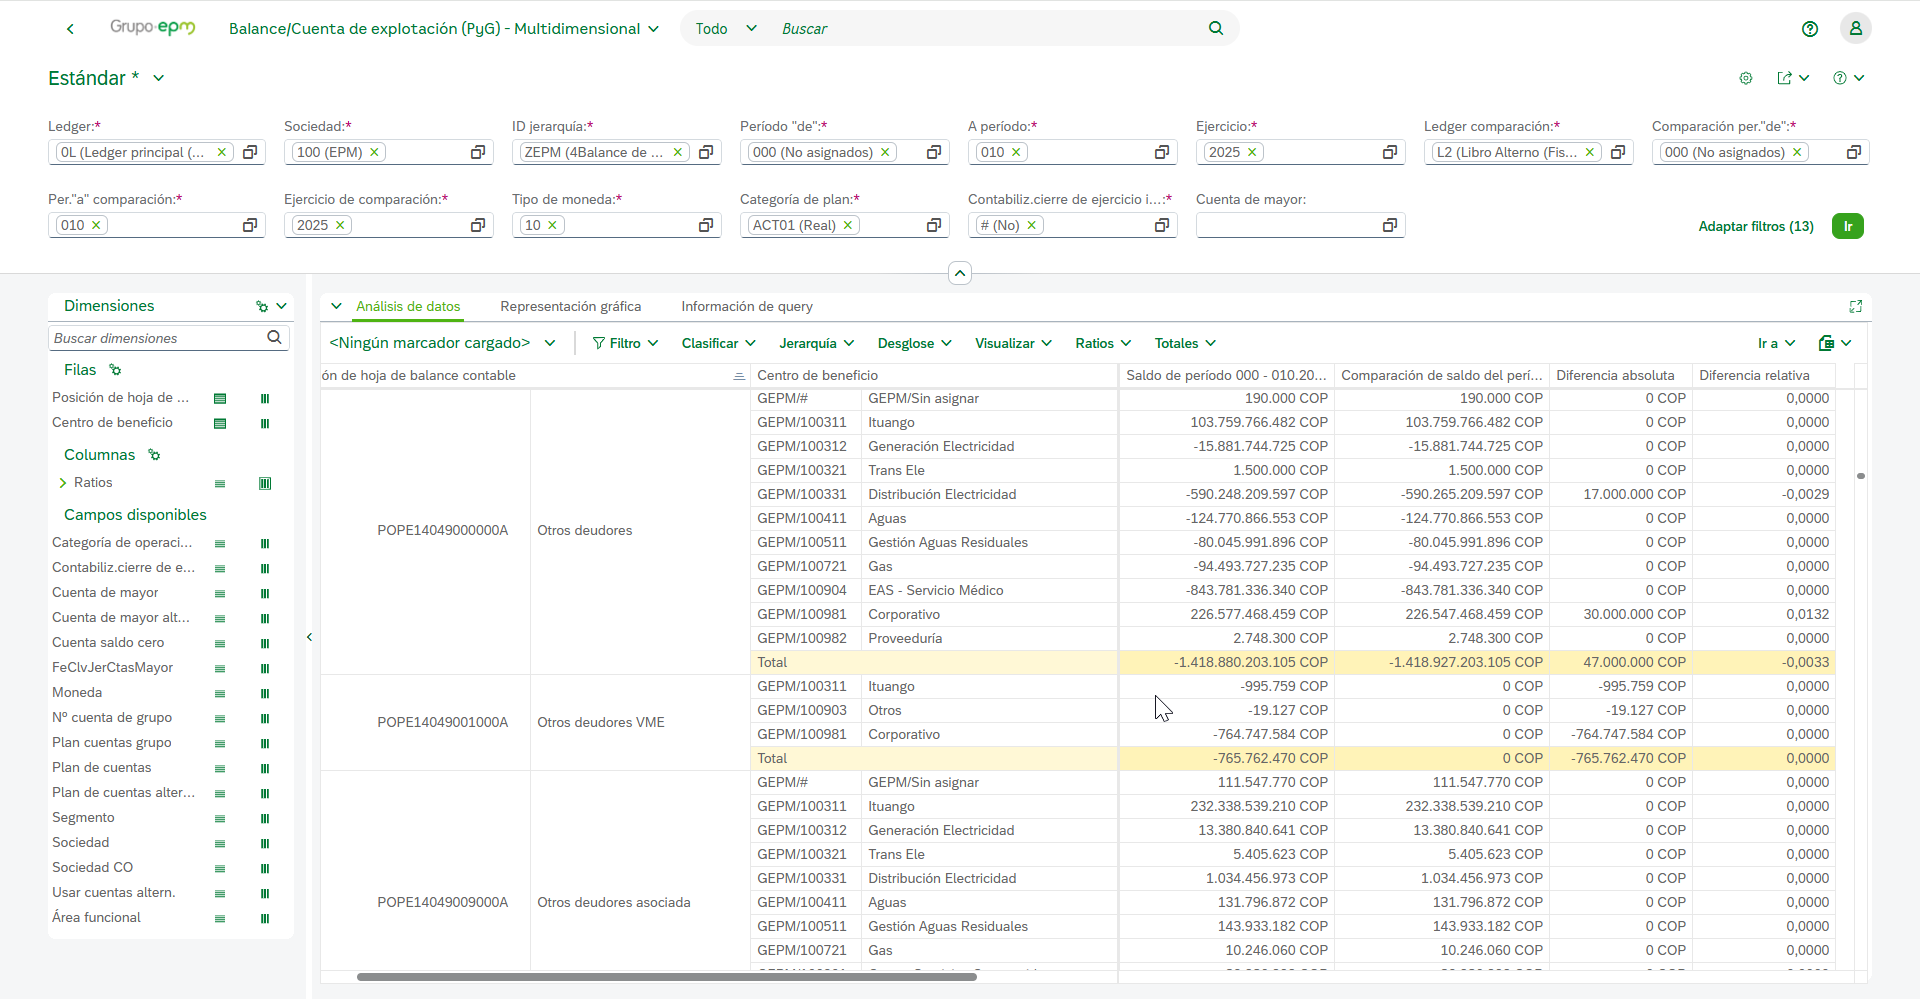 Grupo·epm
Balance/Cuenta de explotación (PyG) - Multidimensional
Todo
Buscar
Estándar *
Ledger:*
Sociedad:*
ID jerarquía:*
Período "de":*
A período:*
Ejercicio:*
Ledger comparación:*
Comparación per."de":*
0L (Ledger principal (...
100 (EPM)
ZEPM (4Balance de ...
000 (No asignados)
010
2025
L2 (Libro Alterno (Fis...
000 (No asignados)
Per."a" comparación:*
Ejercicio de comparación:*
Tipo de moneda:*
Categoría de plan:*
Contabiliz.cierre de ejercicio i...:*
Cuenta de mayor:
010
2025
10
ACT01 (Real)
# (No)
Adaptar filtros (13)
Ir
Dimensiones
Buscar dimensiones
Filas
Posición de hoja de ...
Centro de beneficio
Columnas
Ratios
Campos disponibles
Categoría de operaci...
Contabiliz.cierre de e...
Cuenta de mayor
Cuenta de mayor alt...
Cuenta saldo cero
FeClvJerCtasMayor
Moneda
Nº cuenta de grupo
Plan cuentas grupo
Plan de cuentas
Plan de cuentas alter...
Segmento
Sociedad
Sociedad CO
Usar cuentas altern.
Área funcional
Análisis de datos
Representación gráfica
Información de query
<Ningún marcador cargado>
Filtro
Clasificar
Jerarquía
Desglose
Visualizar
Ratios
Totales
Ir a
ón de hoja de balance contable
Centro de beneficio
Saldo de período 000 - 010.20...
Comparación de saldo del perí...
Diferencia absoluta
Diferencia relativa
GEPM/# GEPM/Sin asignar 190.000 COP 190.000 COP 0 COP 0,0000
GEPM/100311 Ituango 103.759.766.482 COP 103.759.766.482 COP 0 COP 0,0000
GEPM/100312 Generación Electricidad -15.881.744.725 COP -15.881.744.725 COP 0 COP 0,0000
GEPM/100321 Trans Ele 1.500.000 COP 1.500.000 COP 0 COP 0,0000
GEPM/100331 Distribución Electricidad -590.248.209.597 COP -590.265.209.597 COP 17.000.000 COP -0,0029
GEPM/100411 Aguas -124.770.866.553 COP -124.770.866.553 COP 0 COP 0,0000
POPE14049000000A Otros deudores
GEPM/100511 Gestión Aguas Residuales -80.045.991.896 COP -80.045.991.896 COP 0 COP 0,0000
GEPM/100721 Gas -94.493.727.235 COP -94.493.727.235 COP 0 COP 0,0000
GEPM/100904 EAS - Servicio Médico -843.781.336.340 COP -843.781.336.340 COP 0 COP 0,0000
GEPM/100981 Corporativo 226.577.468.459 COP 226.547.468.459 COP 30.000.000 COP 0,0132
GEPM/100982 Proveeduría 2.748.300 COP 2.748.300 COP 0 COP 0,0000
Total -1.418.880.203.105 COP -1.418.927.203.105 COP 47.000.000 COP -0,0033
GEPM/100311 Ituango -995.759 COP 0 COP -995.759 COP 0,0000
GEPM/100903 Otros -19.127 COP 0 COP -19.127 COP 0,0000
POPE14049001000A Otros deudores VME
GEPM/100981 Corporativo -764.747.584 COP 0 COP -764.747.584 COP 0,0000
Total -765.762.470 COP 0 COP -765.762.470 COP 0,0000
GEPM/# GEPM/Sin asignar 111.547.770 COP 111.547.770 COP 0 COP 0,0000
GEPM/100311 Ituango 232.338.539.210 COP 232.338.539.210 COP 0 COP 0,0000
GEPM/100312 Generación Electricidad 13.380.840.641 COP 13.380.840.641 COP 0 COP 0,0000
GEPM/100321 Trans Ele 5.405.623 COP 5.405.623 COP 0 COP 0,0000
GEPM/100331 Distribución Electricidad 1.034.456.973 COP 1.034.456.973 COP 0 COP 0,0000
POPE14049009000A Otros deudores asociada GEPM/100411 Aguas 131.796.872 COP 131.796.872 COP 0 COP 0,0000
GEPM/100511 Gestión Aguas Residuales 143.933.182 COP 143.933.182 COP 0 COP 0,0000
GEPM/100721 Gas 10.246.060 COP 10.246.060 COP 0 COP 0,0000